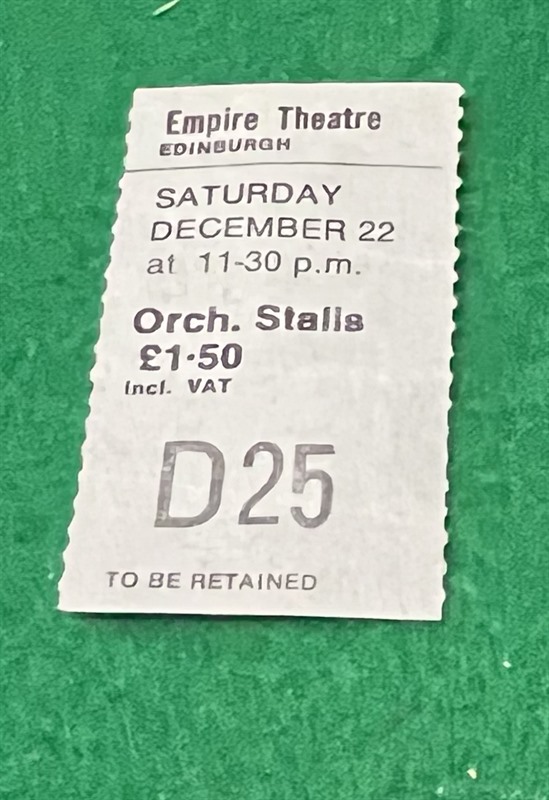 Empire Theatre
EDINBURGH
SATURDAY
DECEMBER 22
at 11-30 p.m.
Orch. Stalls
£1·50
Incl. VAT
D25
TO BE RETAINED